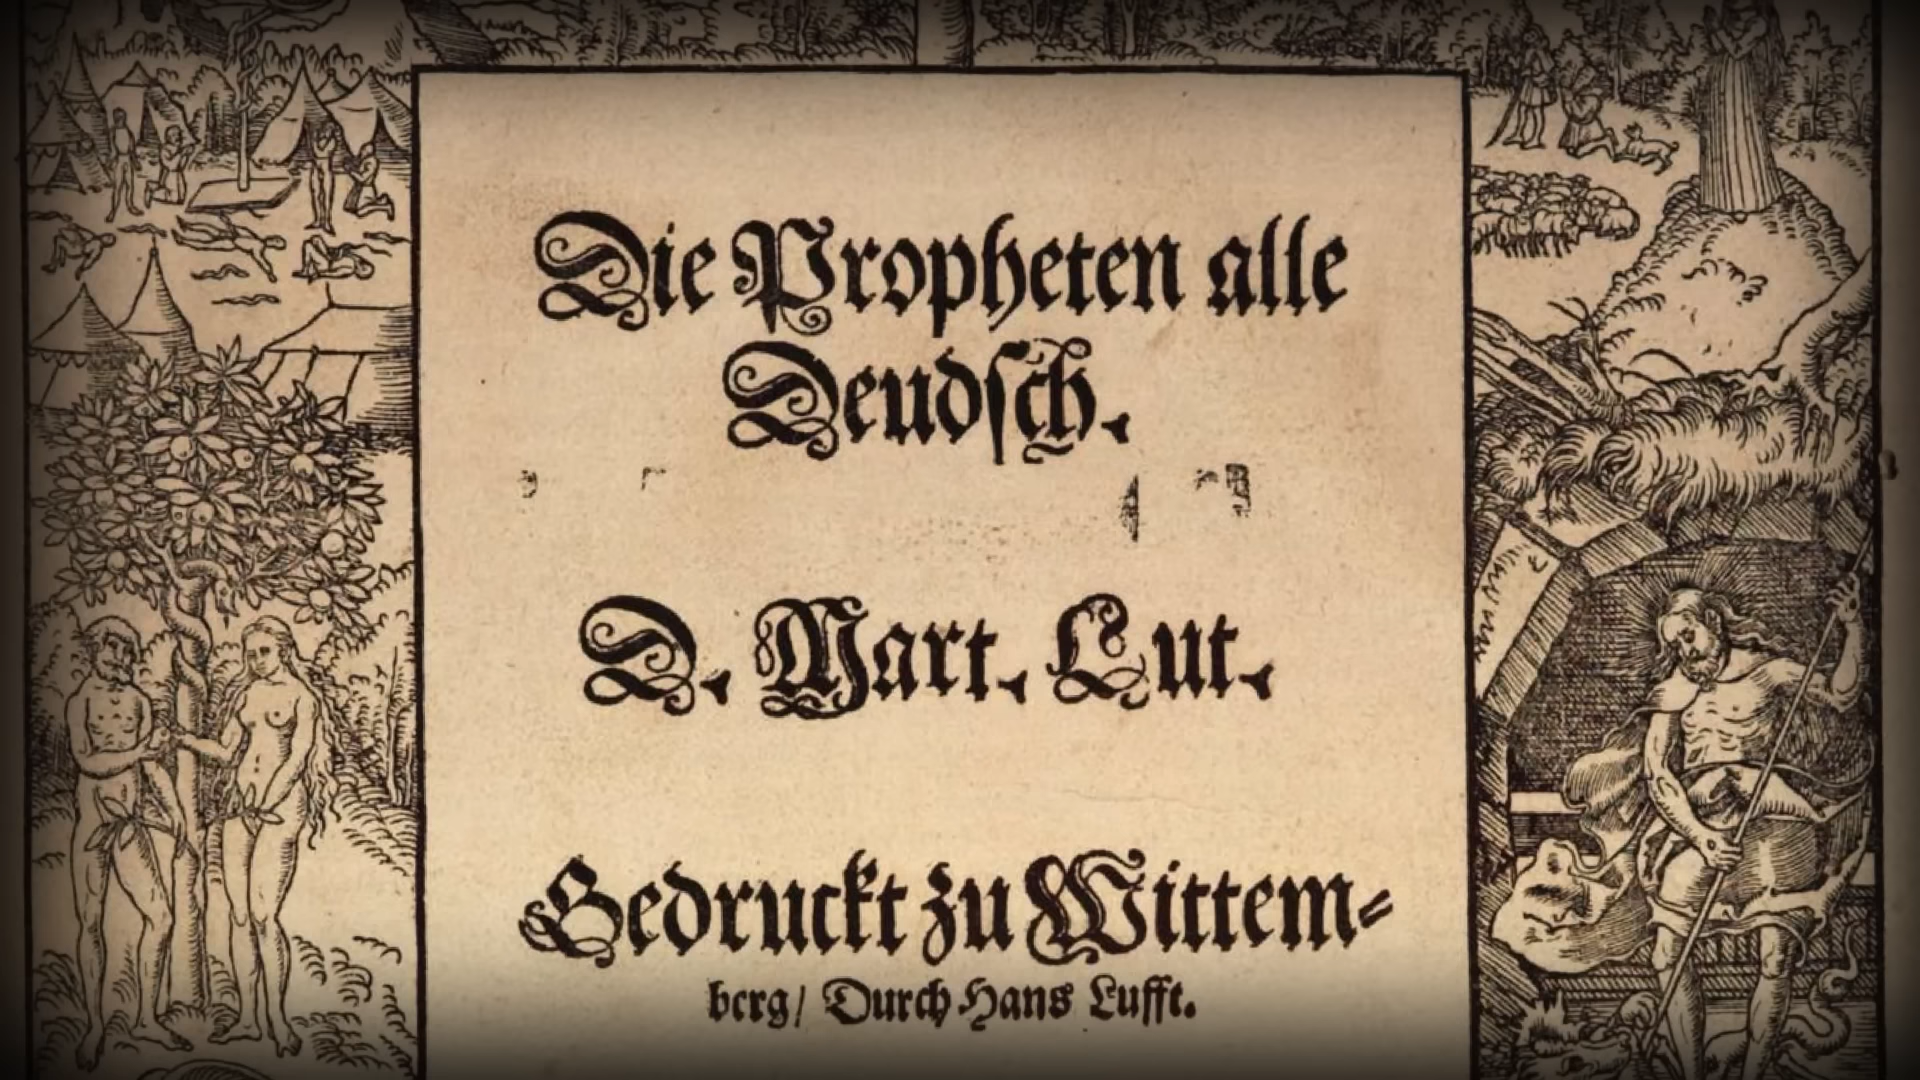 Die Propheten alle
Deudſch.
D. Mart. Lut.
Gedruckt zu Wittem⸗
berg/ Durch Hans Lufft.